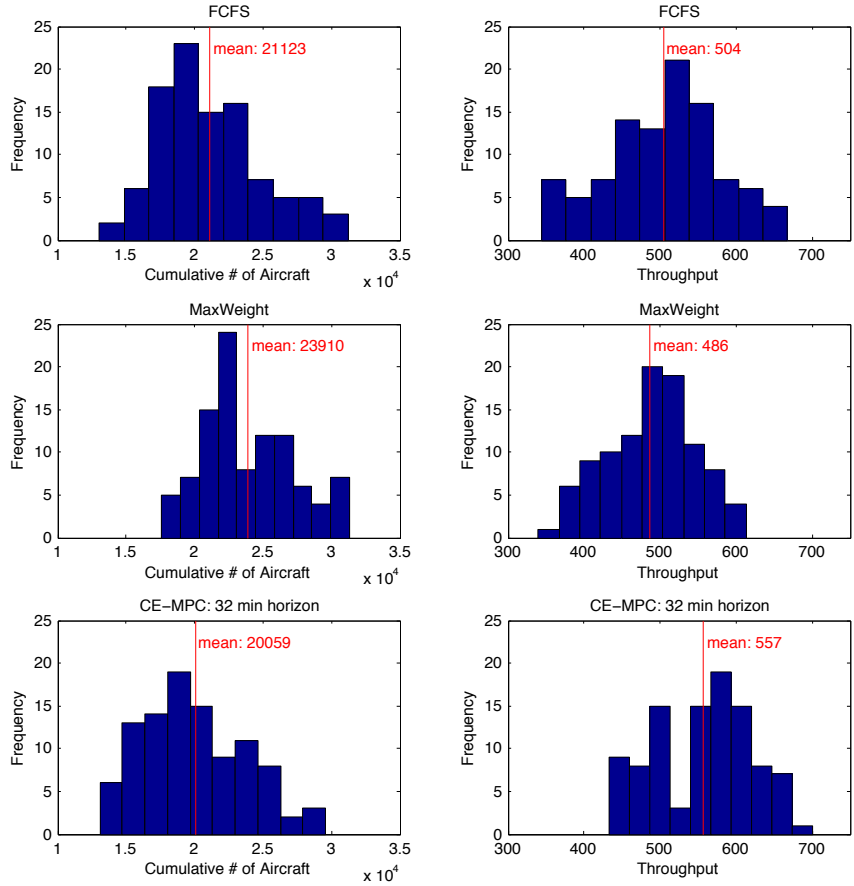 FCFS
25
20
15
10
5
0
Frequency
mean: 21123
1 1.5 2 2.5 3 3.5
Cumulative # of Aircraft
x 10^4
FCFS
25
20
15
10
5
0
Frequency
mean: 504
300 400 500 600 700
Throughput
MaxWeight
25
20
15
10
5
0
Frequency
mean: 23910
1 1.5 2 2.5 3 3.5
Cumulative # of Aircraft
x 10^4
MaxWeight
25
20
15
10
5
0
Frequency
mean: 486
300 400 500 600 700
Throughput
CE−MPC: 32 min horizon
25
20
15
10
5
0
Frequency
mean: 20059
1 1.5 2 2.5 3 3.5
Cumulative # of Aircraft
x 10^4
CE−MPC: 32 min horizon
25
20
15
10
5
0
Frequency
mean: 557
300 400 500 600 700
Throughput